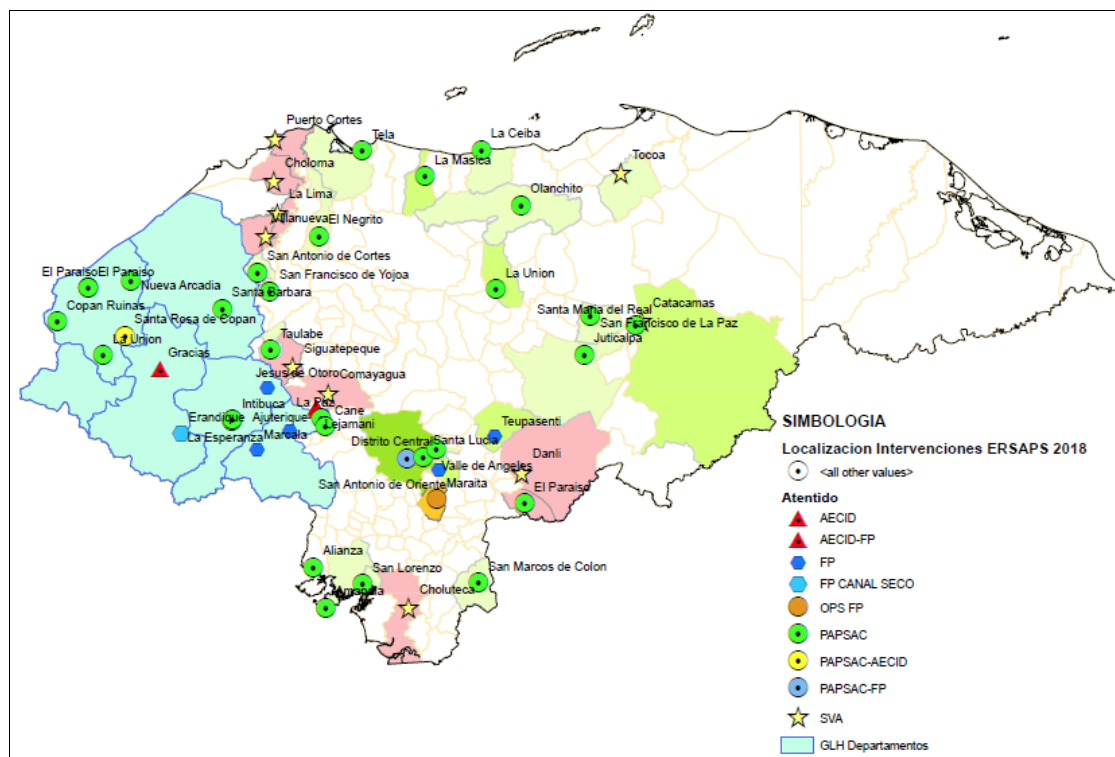 Puerto Cortes
Tela
La Ceiba
Choloma
La Masica
Tocoa
La Lima
Olanchito
El Negrito
San Antonio de Cortes
San Francisco de Yojoa
La Union
El Paraiso
El Paraiso
Nueva Arcadia
Santa Barbara
Catacamas
Santa Maria del Real
Copan Ruinas
Santa Rosa de Copan
San Francisco de La Paz
Taulabe
Juticalpa
La Union
Gracias
Siguatepeque
Jesus de Otoro
Comayagua
Intibuca
La Paz
Cane
Erandique
Ajuterique
Lejamani
Teupasenti
La Esperanza
Marcala
Distrito Central
Santa Lucia
Danli
Valle de Angeles
San Antonio de Oriente
Maraita
El Paraiso
Alianza
San Lorenzo
San Marcos de Colon
Amapala
Choluteca
SIMBOLOGIA
Localizacion Intervenciones ERSAPS 2018
<all other values>
Atentido
AECID
AECID-FP
FP
FP CANAL SECO
OPS FP
PAPSAC
PAPSAC-AECID
PAPSAC-FP
SVA
GLH Departamentos